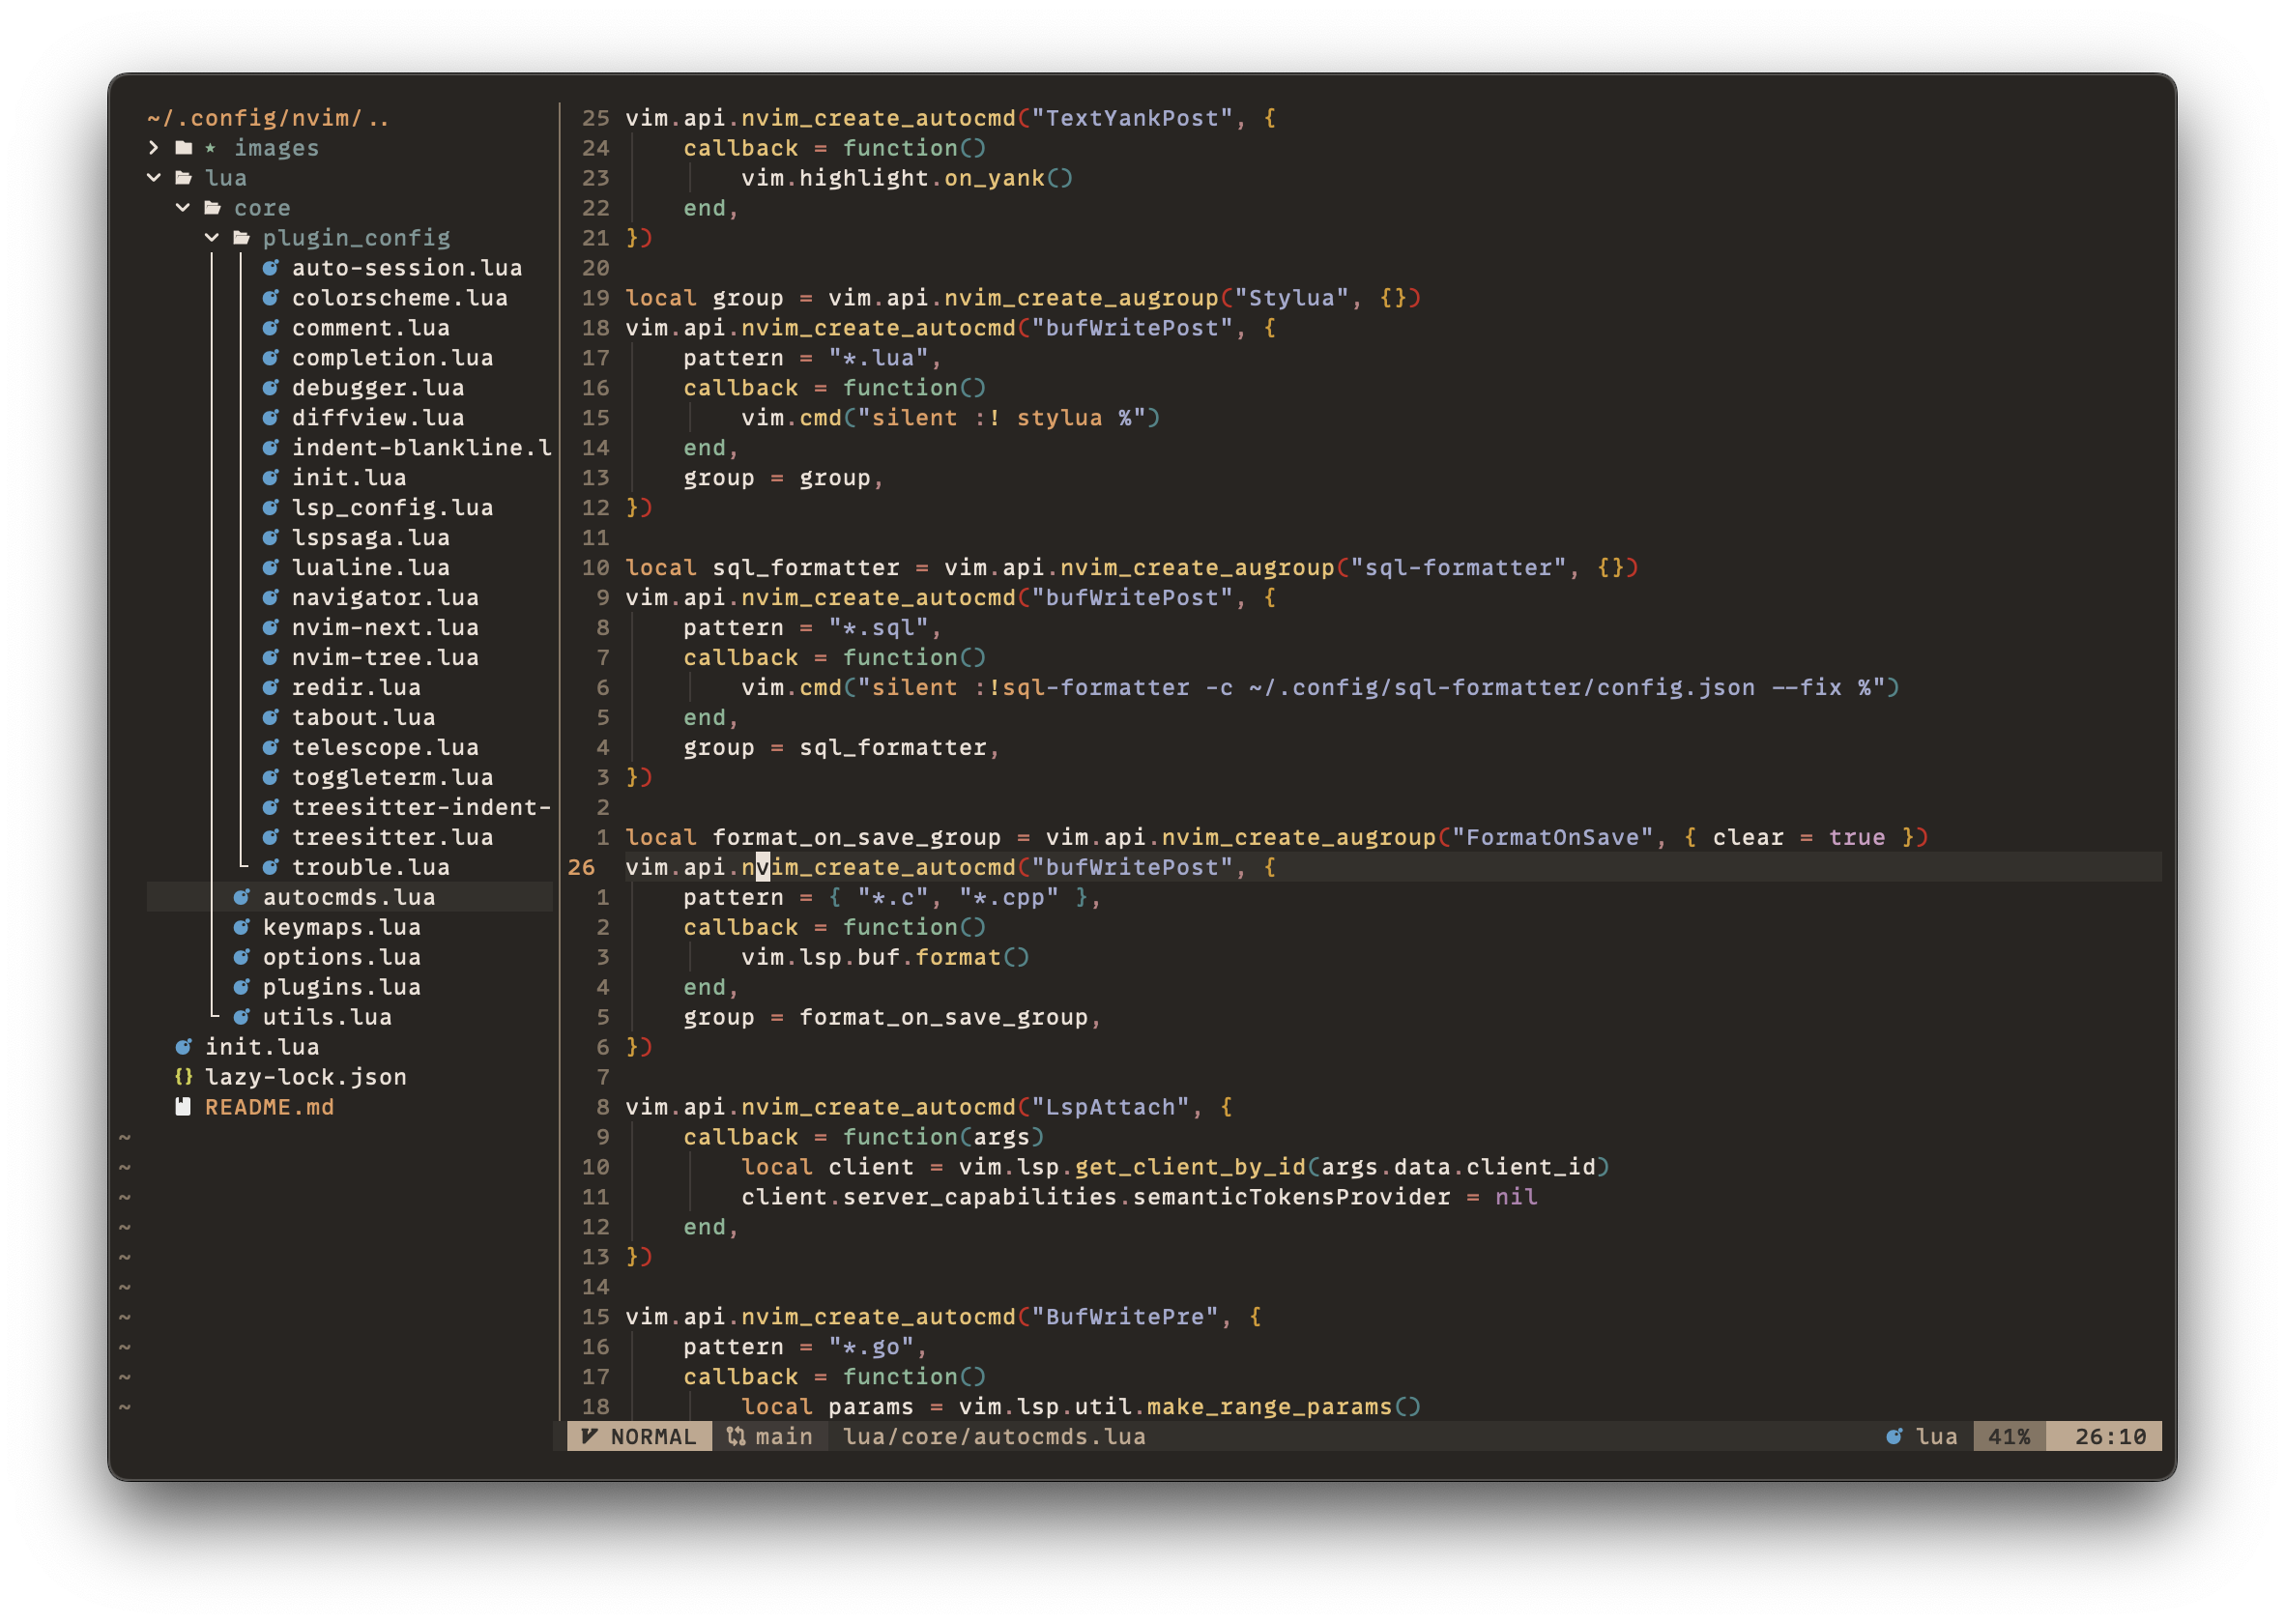 ~/.config/nvim/..
images
lua
core
plugin_config
auto-session.lua
colorscheme.lua
comment.lua
completion.lua
debugger.lua
diffview.lua
indent-blankline.l
init.lua
lsp_config.lua
lspsaga.lua
lualine.lua
navigator.lua
nvim-next.lua
nvim-tree.lua
redir.lua
tabout.lua
telescope.lua
toggleterm.lua
treesitter-indent-
treesitter.lua
trouble.lua
autocmds.lua
keymaps.lua
options.lua
plugins.lua
utils.lua
init.lua
{} lazy-lock.json
README.md
~
~
~
~
~
~
~
~
~
~
25 vim.api.nvim_create_autocmd("TextYankPost", {
24     callback = function()
23         vim.highlight.on_yank()
22     end,
21 })
20
19 local group = vim.api.nvim_create_augroup("Stylua", {})
18 vim.api.nvim_create_autocmd("bufWritePost", {
17     pattern = "*.lua",
16     callback = function()
15         vim.cmd("silent :! stylua %")
14     end,
13     group = group,
12 })
11
10 local sql_formatter = vim.api.nvim_create_augroup("sql-formatter", {})
9 vim.api.nvim_create_autocmd("bufWritePost", {
8     pattern = "*.sql",
7     callback = function()
6         vim.cmd("silent :!sql-formatter -c ~/.config/sql-formatter/config.json --fix %")
5     end,
4     group = sql_formatter,
3 })
2
1 local format_on_save_group = vim.api.nvim_create_augroup("FormatOnSave", { clear = true })
26 vim.api.nvim_create_autocmd("bufWritePost", {
1     pattern = { "*.c", "*.cpp" },
2     callback = function()
3         vim.lsp.buf.format()
4     end,
5     group = format_on_save_group,
6 })
7
8 vim.api.nvim_create_autocmd("LspAttach", {
9     callback = function(args)
10         local client = vim.lsp.get_client_by_id(args.data.client_id)
11         client.server_capabilities.semanticTokensProvider = nil
12     end,
13 })
14
15 vim.api.nvim_create_autocmd("BufWritePre", {
16     pattern = "*.go",
17     callback = function()
18         local params = vim.lsp.util.make_range_params()
NORMAL main lua/core/autocmds.lua lua 41% 26:10